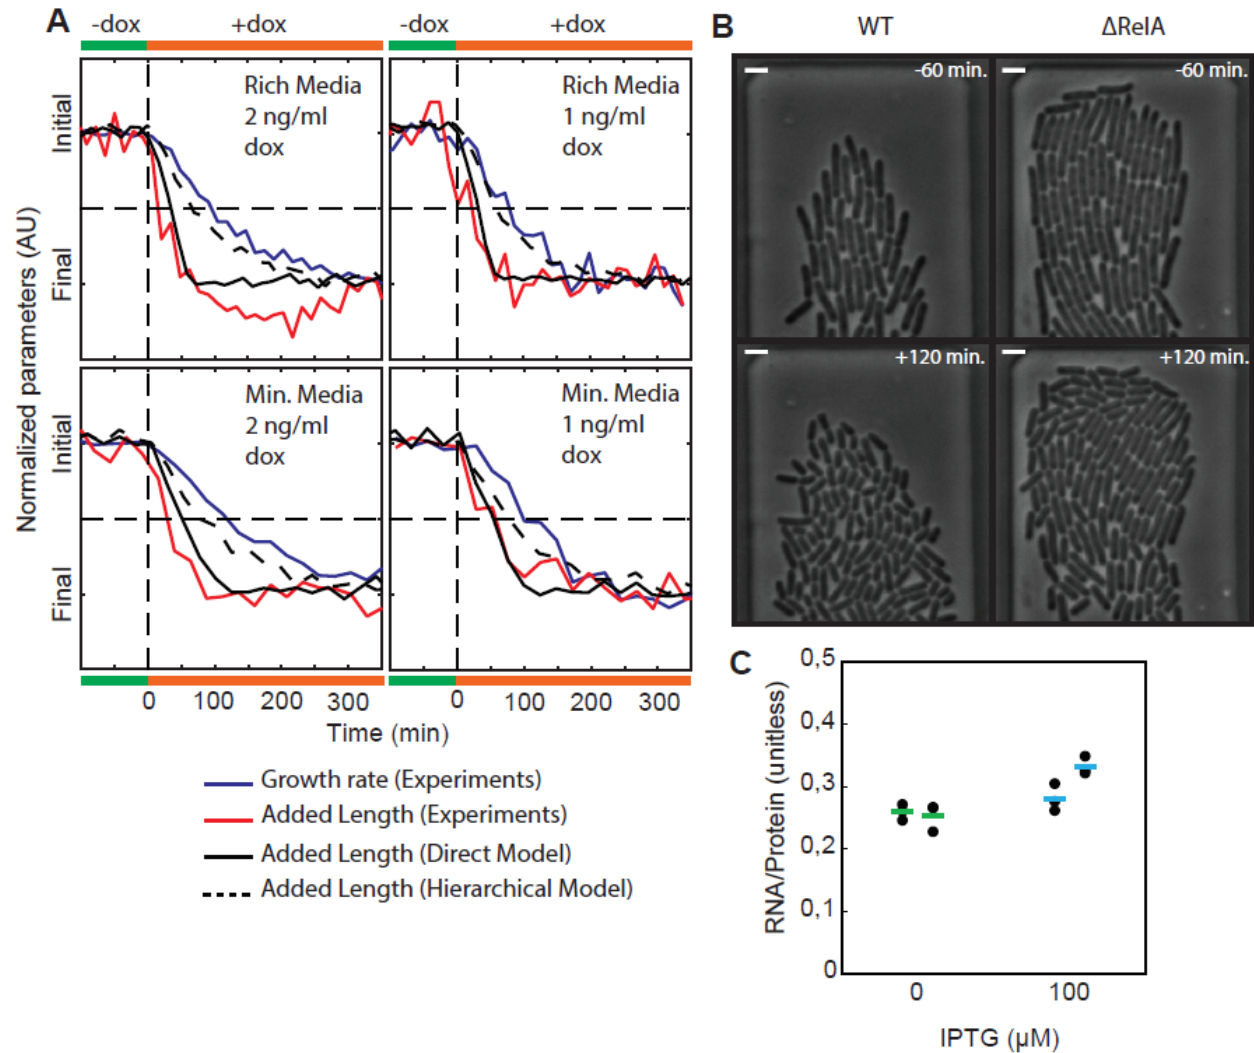 A
-dox +dox -dox +dox
Rich Media
2 ng/ml
dox
Rich Media
1 ng/ml
dox
Min. Media
2 ng/ml
dox
Min. Media
1 ng/ml
dox
Initial
Final
Initial
Final
Normalized parameters (AU)
0 100 200 300 0 100 200 300
Time (min)
Growth rate (Experiments)
Added Length (Experiments)
Added Length (Direct Model)
Added Length (Hierarchical Model)
B
WT ΔRelA
-60 min. -60 min.
+120 min. +120 min.
C
0,5
0,4
0,3
0,2
0,1
0
RNA/Protein (unitless)
0 100
IPTG (µM)